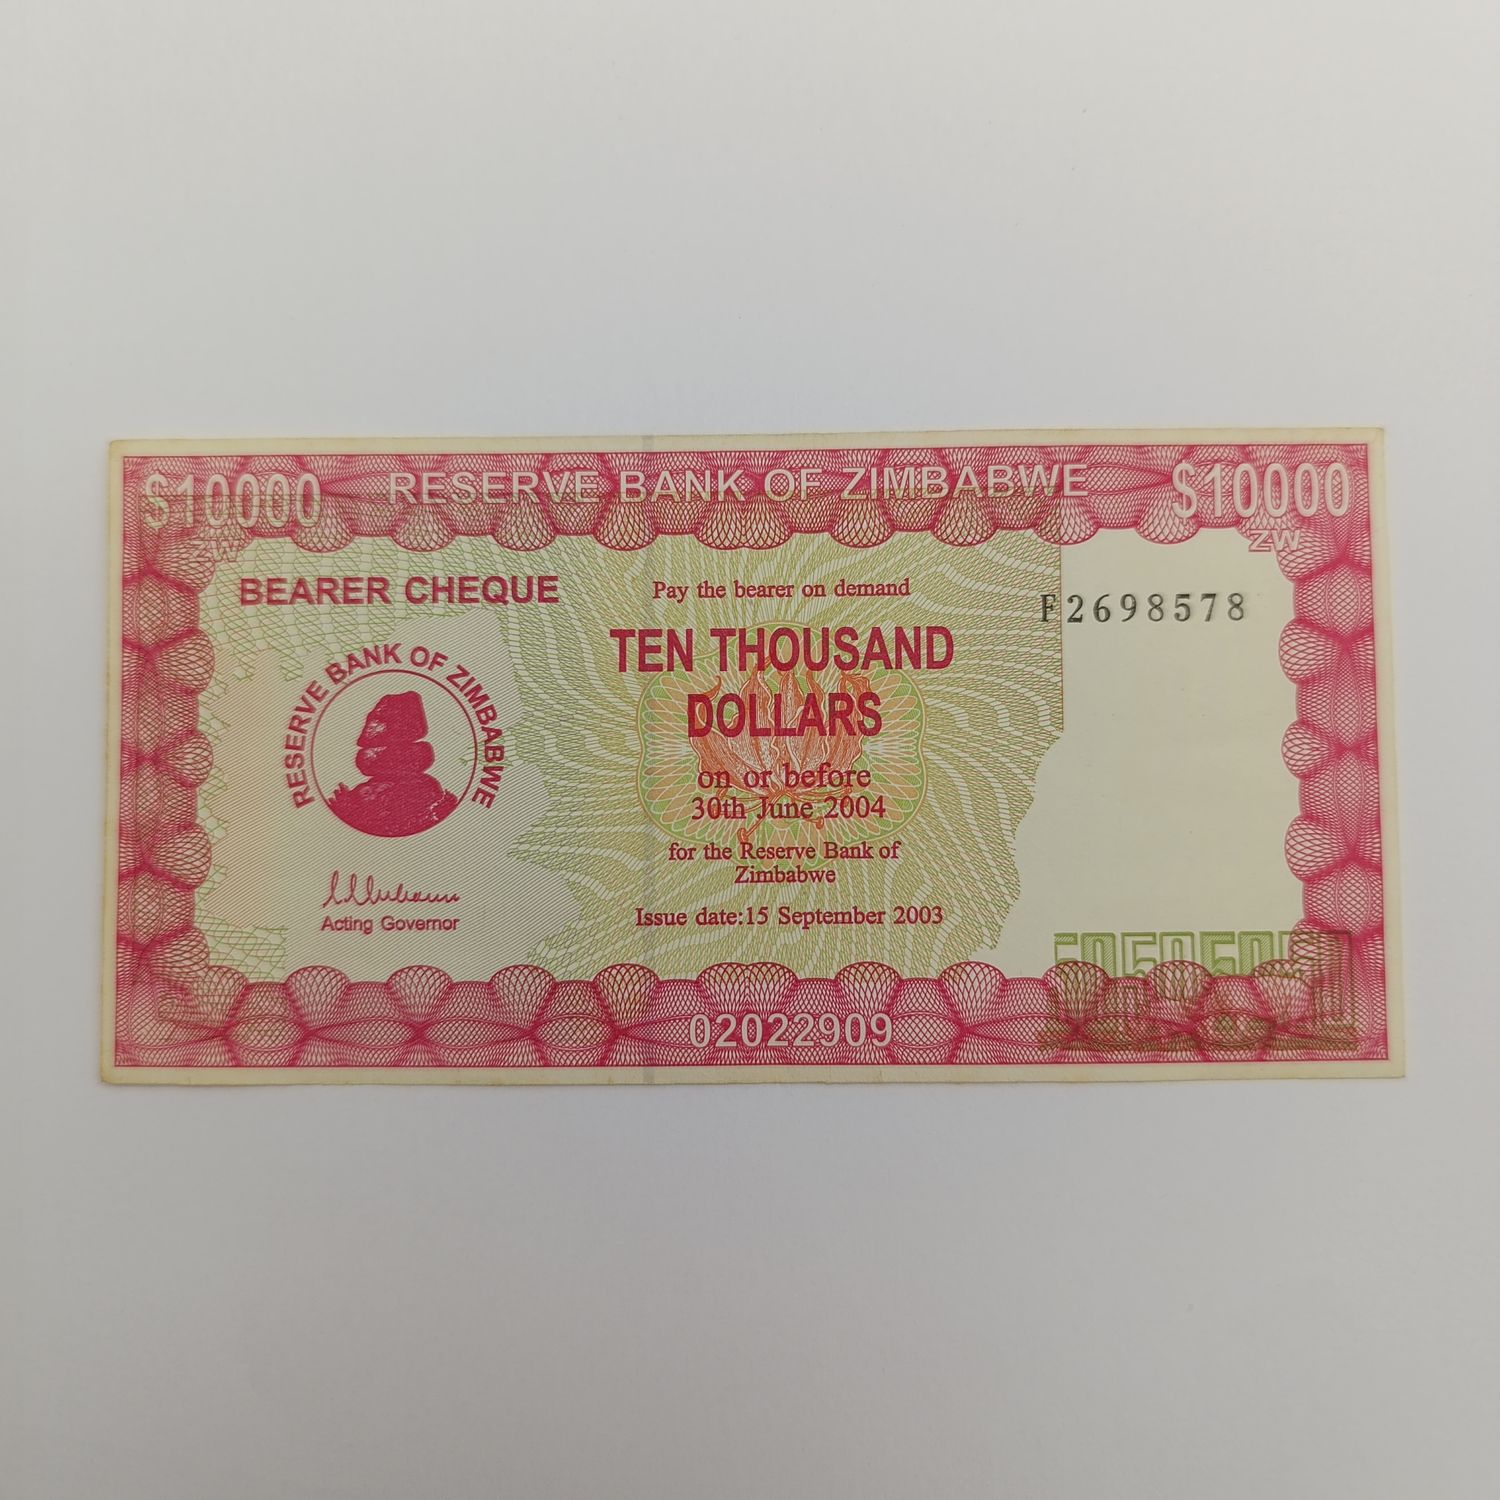 $10000 RESERVE BANK OF ZIMBABWE $10000
ZW ZW
BEARER CHEQUE
Pay the bearer on demand
F2698578
TEN THOUSAND
DOLLARS
RESERVE BANK OF ZIMBABWE
on or before
30th June 2004
for the Reserve Bank of
Zimbabwe
Acting Governor
Issue date:15 September 2003
02022909